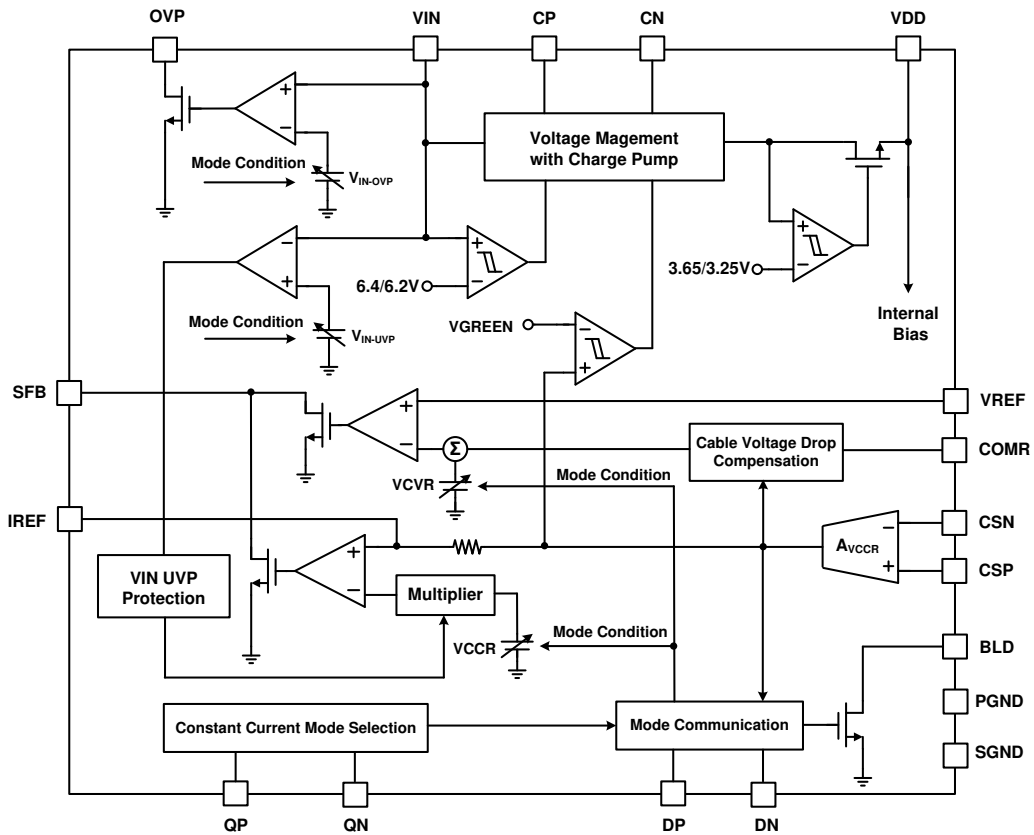 OVP
VIN
CP
CN
VDD
+
−
Voltage Magement
with Charge Pump
Mode Condition
VIN-OVP
−
+
+
−
6.4/6.2V
+
−
3.65/3.25V
Internal
Bias
Mode Condition
VIN-UVP
VGREEN
−
+
SFB
+
−
VREF
Σ
Cable Voltage Drop
Compensation
COMR
VCVR
Mode Condition
IREF
+
−
AVCCR
−
+
CSN
CSP
VIN UVP
Protection
Multiplier
VCCR
Mode Condition
BLD
PGND
SGND
Constant Current Mode Selection
Mode Communication
QP
QN
DP
DN